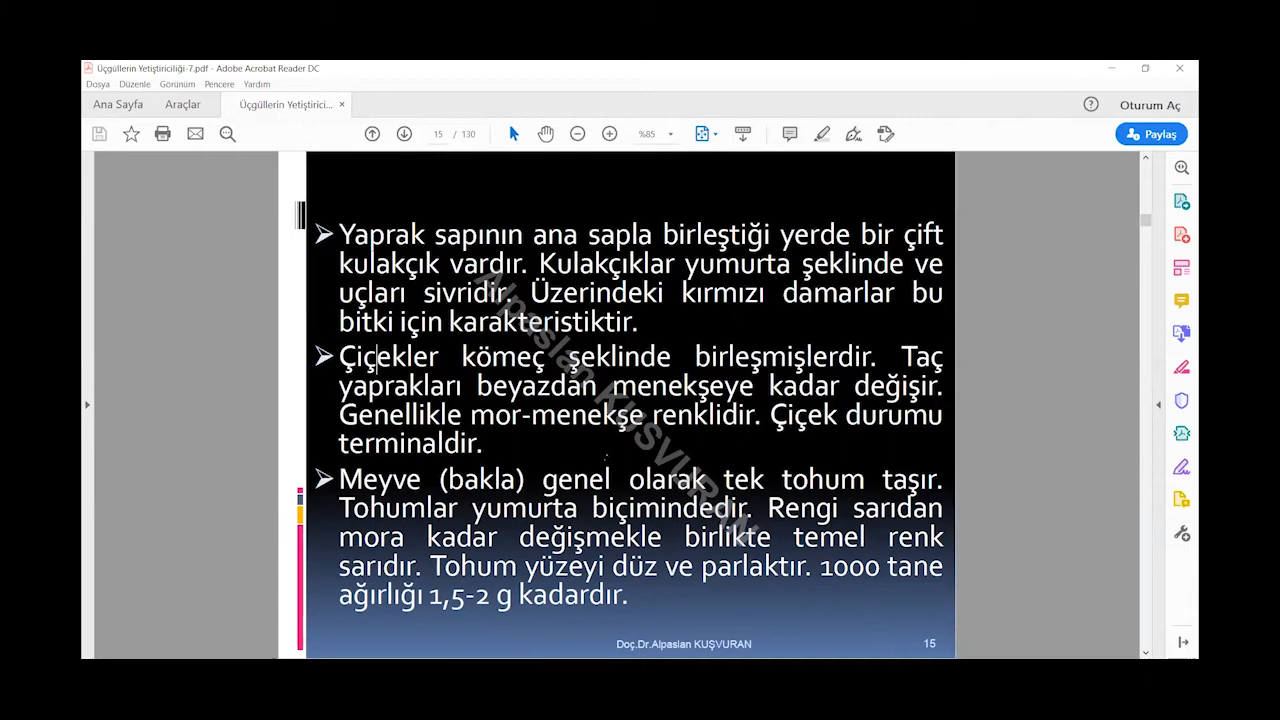 Üçgüllerin Yetiştiriciliği-7.pdf - Adobe Acrobat Reader DC
Dosya Düzenle Görünüm Pencere Yardım
Ana Sayfa Araçlar Üçgüllerin Yetiştirici... × Oturum Aç
15 / 130 %85 Paylaş
➢ Yaprak sapının ana sapla birleştiği yerde bir çift
kulakçık vardır. Kulakçıklar yumurta şeklinde ve
uçları sivridir. Üzerindeki kırmızı damarlar bu
bitki için karakteristiktir.
➢ Çiçekler kömeç şeklinde birleşmişlerdir. Taç
yaprakları beyazdan menekşeye kadar değişir.
Genellikle mor-menekşe renklidir. Çiçek durumu
terminaldir.
➢ Meyve (bakla) genel olarak tek tohum taşır.
Tohumlar yumurta biçimindedir. Rengi sarıdan
mora kadar değişmekle birlikte temel renk
sarıdır. Tohum yüzeyi düz ve parlaktır. 1000 tane
ağırlığı 1,5-2 g kadardır.
Alpaslan KUŞVURAN
Doç.Dr.Alpaslan KUŞVURAN 15